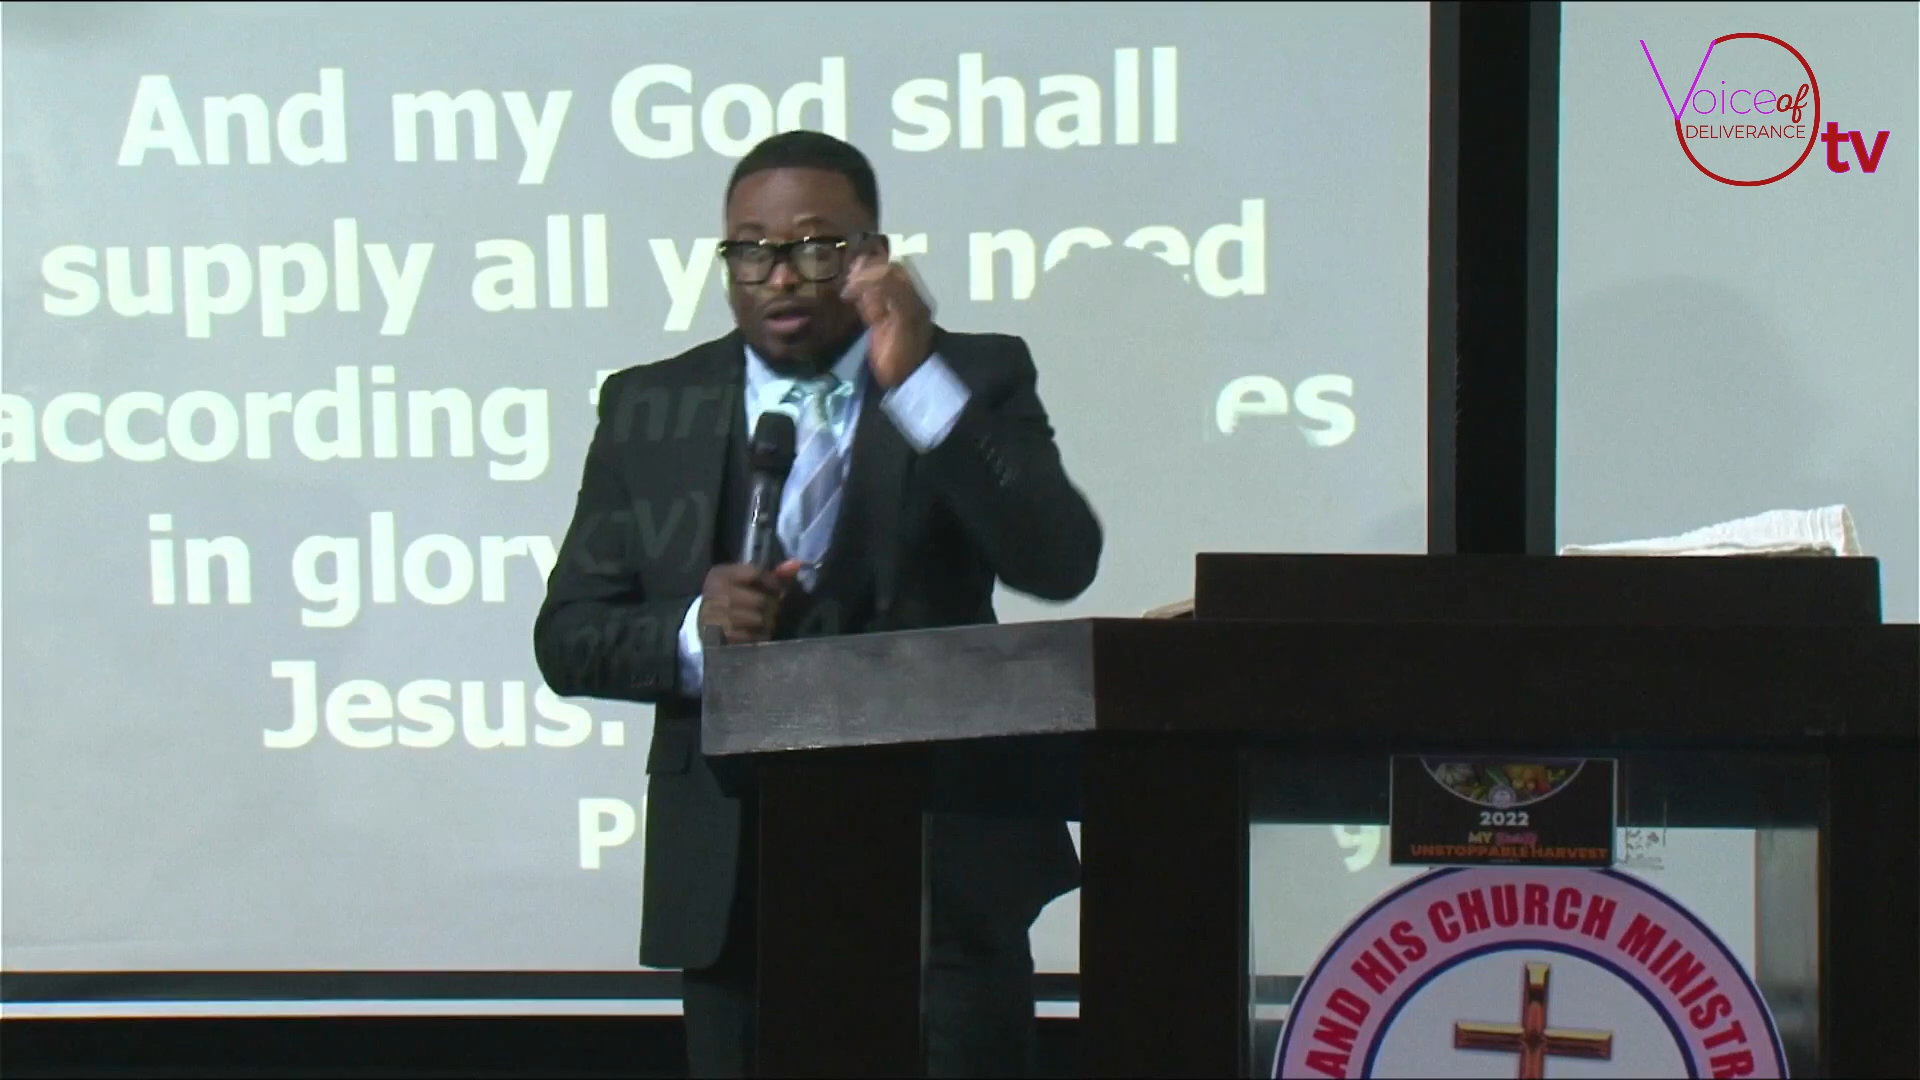 And my God shall
supply all y r need
according es
in glory
Jesus.
Voice of
DELIVERANCE
tv
2022
MY
UNSTOPPABLE HARVEST
AND HIS CHURCH MINISTR